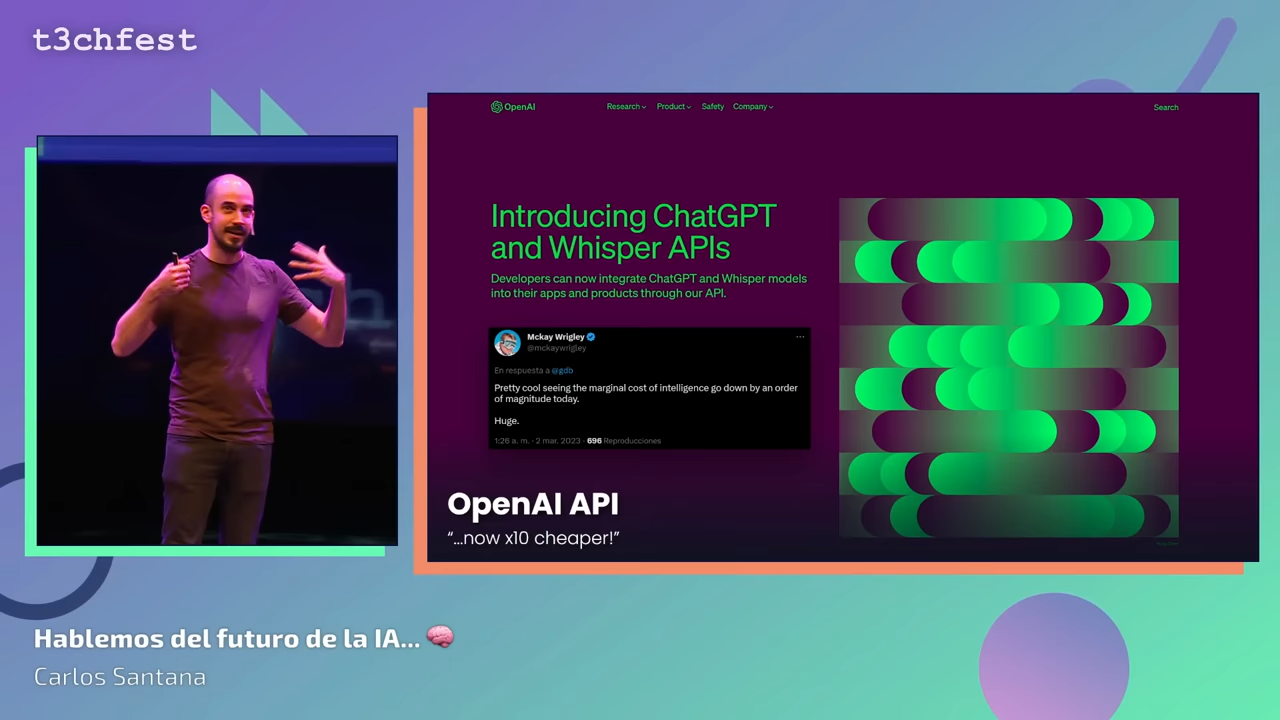 t3chfest
OpenAI
Research Product Safety Company
Search
Introducing ChatGPT
and Whisper APIs
Developers can now integrate ChatGPT and Whisper models
into their apps and products through our API.
Mckay Wrigley
@mckaywrigley
En respuesta a @gdb
Pretty cool seeing the marginal cost of intelligence go down by an order
of magnitude today.
Huge.
1:26 a. m. · 2 mar. 2023 · 696 Reproducciones
OpenAI API
“...now x10 cheaper!”
Hablemos del futuro de la IA... 🧠
Carlos Santana